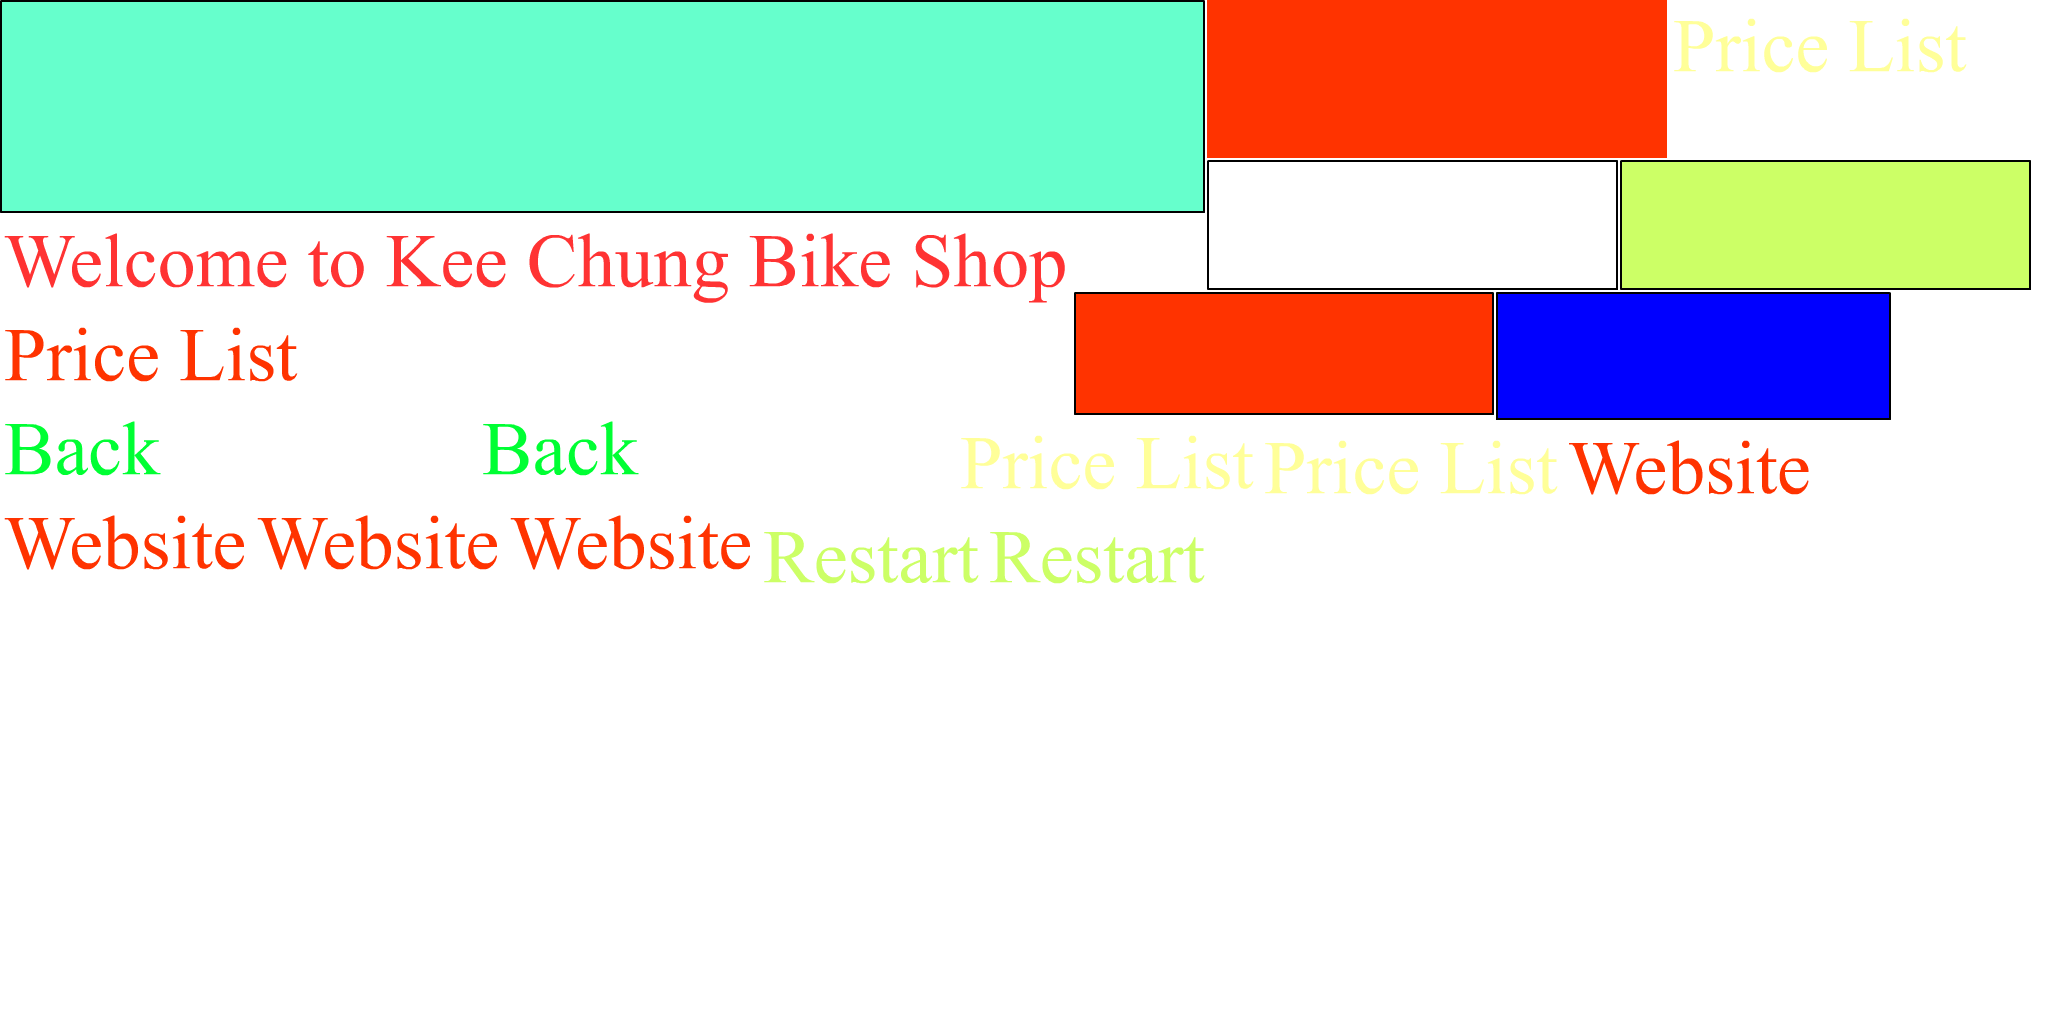 Price List
Welcome to Kee Chung Bike Shop
Price List
Back Back Price List Price List Website
Website Website Website Restart Restart